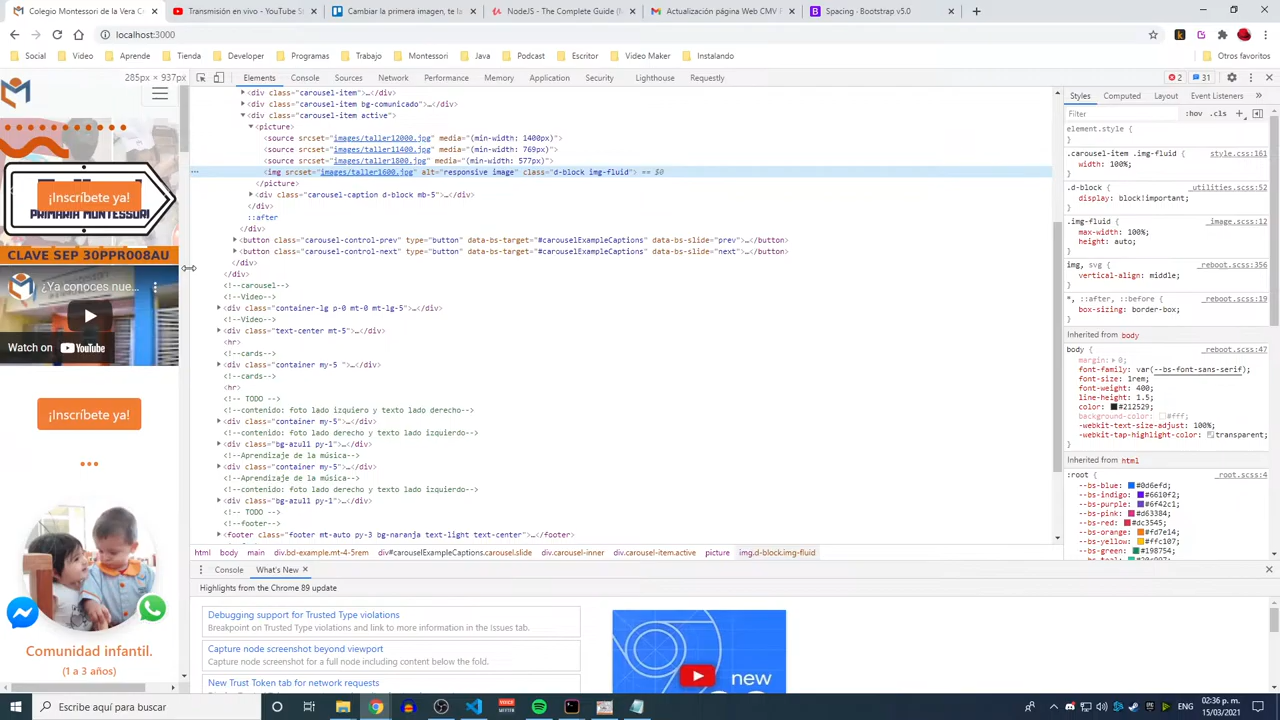 Colegio Montessori de la Vera C
Transmisión en vivo - YouTube S
Cambiar la primera imagen, te la
NodeJS - The Complete Guide (M
Actualización página Web CMV
Spacing · Bootstrap v5.0
localhost:3000
Social
Video
Aprende
Tienda
Developer
Programas
Trabajo
Montessori
Java
Podcast
Escritor
Video Maker
Instalando
Otros favoritos
285px × 937px
Elements
Console
Sources
Network
Performance
Memory
Application
Security
Lighthouse
Requestly
2
31
<div class="carousel-item">…</div>
<div class="carousel-item bg-comunicado">…</div>
<div class="carousel-item active">
<picture>
<source srcset="images/taller12000.jpg" media="(min-width: 1400px)">
<source srcset="images/taller11400.jpg" media="(min-width: 769px)">
<source srcset="images/taller1800.jpg" media="(min-width: 577px)">
<img srcset="images/taller1600.jpg" alt="responsive image" class="d-block img-fluid"> == $0
</picture>
<div class="carousel-caption d-block mb-5">…</div>
</div>
::after
</div>
<button class="carousel-control-prev" type="button" data-bs-target="#carouselExampleCaptions" data-bs-slide="prev">…</button>
<button class="carousel-control-next" type="button" data-bs-target="#carouselExampleCaptions" data-bs-slide="next">…</button>
</div>
</div>
<!--carousel-->
<!--Video-->
<div class="container-lg p-0 mt-0 mt-lg-5">…</div>
<!--Video-->
<div class="text-center mt-5">…</div>
<hr>
<!--cards-->
<div class="container my-5 ">…</div>
<!--cards-->
<hr>
<!-- TODO -->
<!--contenido: foto lado izquiero y texto lado derecho-->
<div class="container my-5">…</div>
<!--contenido: foto lado derecho y texto lado izquierdo-->
<div class="bg-azull py-1">…</div>
<!--Aprendizaje de la música-->
<div class="container my-5">…</div>
<!--Aprendizaje de la música-->
<!--contenido: foto lado derecho y texto lado izquierdo-->
<div class="bg-azull py-1">…</div>
<!-- TODO -->
<!--footer-->
<footer class="footer mt-auto py-3 bg-naranja text-light text-center">…</footer>
html
body
main
div.bd-example.mt-4-5rem
div#carouselExampleCaptions.carousel.slide
div.carousel-inner
div.carousel-item.active
picture
img.d-block.img-fluid
Styles
Computed
Layout
Event Listeners
Filter
:hov
.cls
element.style {
}
.carousel-item .img-fluid { style.css:161
width: 100%;
}
.d-block { _utilities.scss:52
display: block!important;
}
.img-fluid { _image.scss:12
max-width: 100%;
height: auto;
}
img, svg { _reboot.scss:356
vertical-align: middle;
}
*, ::after, ::before { _reboot.scss:19
box-sizing: border-box;
}
Inherited from body
body { _reboot.scss:47
margin: 0;
font-family: var(--bs-font-sans-serif);
font-size: 1rem;
font-weight: 400;
line-height: 1.5;
color: #212529;
background-color: #fff;
-webkit-text-size-adjust: 100%;
-webkit-tap-highlight-color: transparent;
}
Inherited from html
:root { _root.scss:4
--bs-blue: #0d6efd;
--bs-indigo: #6610f2;
--bs-purple: #6f42c1;
--bs-pink: #d63384;
--bs-red: #dc3545;
--bs-orange: #fd7e14;
--bs-yellow: #ffc107;
--bs-green: #198754;
¡Inscríbete ya!
PRIMARIA MONTESSORI
CLAVE SEP 30PPR008AU
¿Ya conoces nue...
Watch on YouTube
¡Inscríbete ya!
Comunidad infantil.
(1 a 3 años)
Console
What's New
Highlights from the Chrome 89 update
Debugging support for Trusted Type violations
Breakpoint on Trusted Type violations and link to more information in the Issues tab.
Capture node screenshot beyond viewport
Capture node screenshot for a full node including content below the fold.
New Trust Token tab for network requests
new
Escribe aquí para buscar
ENG
02:36 p. m.
15/03/2021